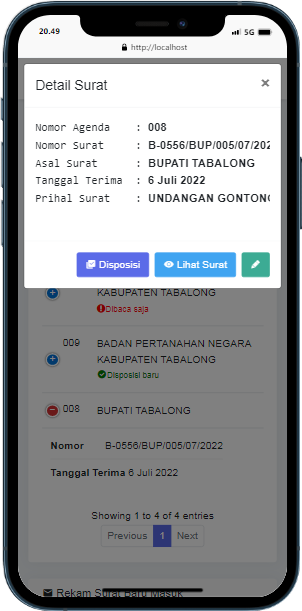 20.49
5G
http://localhost
Detail Surat ×
Nomor Agenda : 008
Nomor Surat : B-0556/BUP/005/07/202
Asal Surat : BUPATI TABALONG
Tanggal Terima : 6 Juli 2022
Prihal Surat : UNDANGAN GONTONG
Disposisi Lihat Surat
KABUPATEN TABALONG
Dibaca saja
009 BADAN PERTANAHAN NEGARA
KABUPATEN TABALONG
Disposisi baru
008 BUPATI TABALONG
Nomor B-0556/BUP/005/07/2022
Tanggal Terima 6 Juli 2022
Showing 1 to 4 of 4 entries
Previous 1 Next
Rekam Surat Baru Masuk